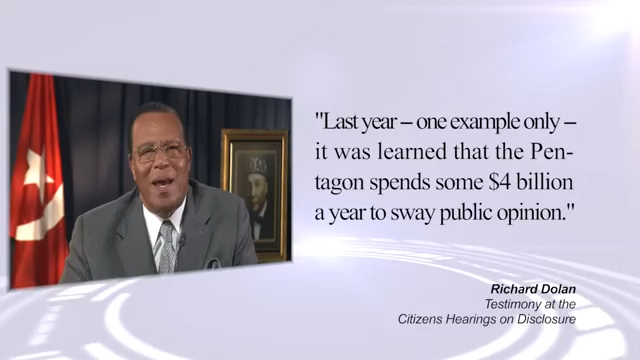 "Last year – one example only –
it was learned that the Pen-
tagon spends some $4 billion
a year to sway public opinion."
Richard Dolan
Testimony at the
Citizens Hearings on Disclosure